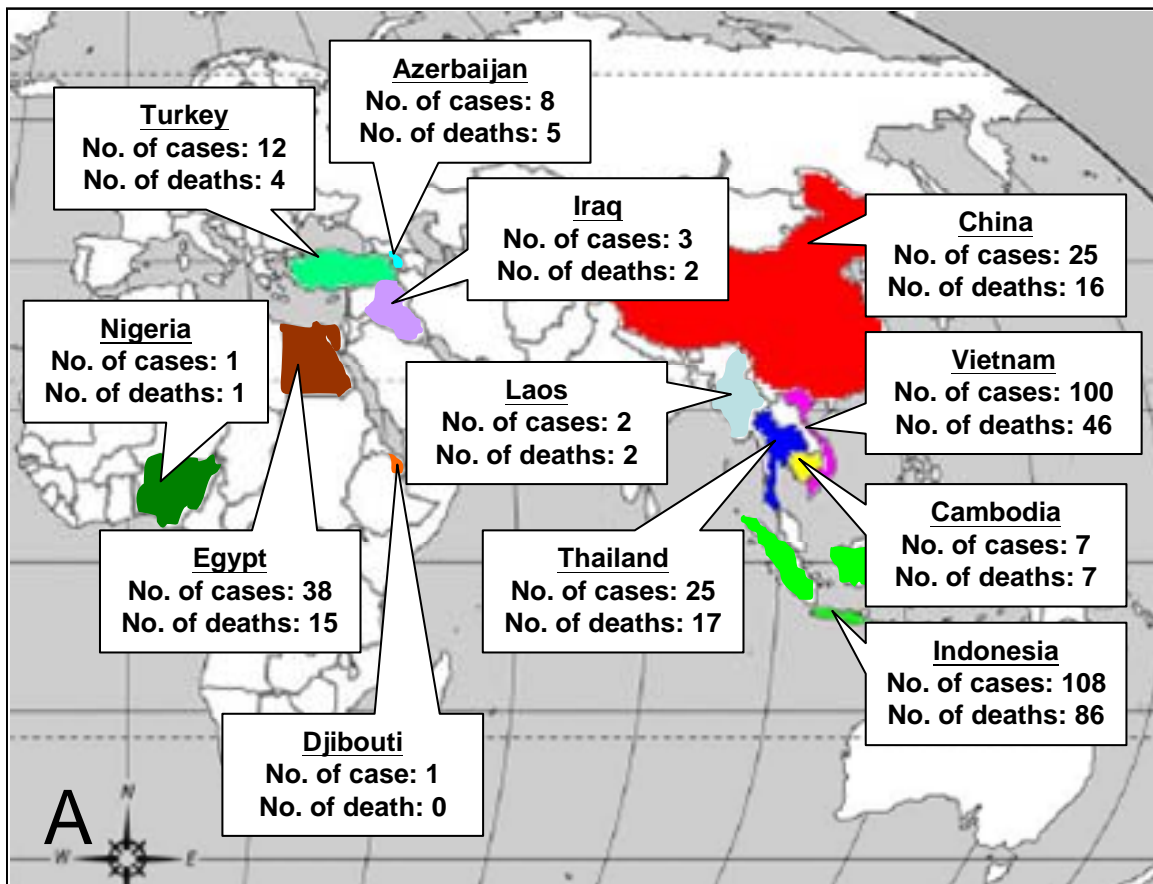 Azerbaijan
No. of cases: 8
No. of deaths: 5
Turkey
No. of cases: 12
No. of deaths: 4
Iraq
No. of cases: 3
No. of deaths: 2
China
No. of cases: 25
No. of deaths: 16
Nigeria
No. of cases: 1
No. of deaths: 1
Laos
No. of cases: 2
No. of deaths: 2
Vietnam
No. of cases: 100
No. of deaths: 46
Egypt
No. of cases: 38
No. of deaths: 15
Thailand
No. of cases: 25
No. of deaths: 17
Cambodia
No. of cases: 7
No. of deaths: 7
Indonesia
No. of cases: 108
No. of deaths: 86
Djibouti
No. of case: 1
No. of death: 0
A
N
W
E